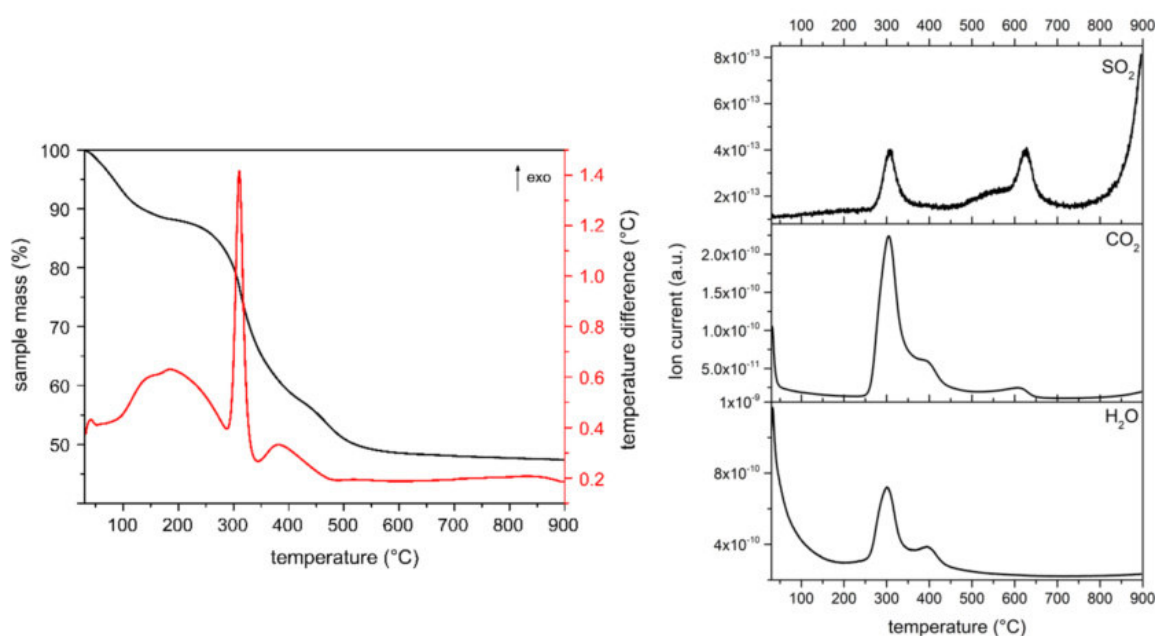 100
90
80
70
60
50
sample mass (%)
100 200 300 400 500 600 700 800 900
temperature (°C)
↑ exo
1.4
1.2
1.0
0.8
0.6
0.4
0.2
temperature difference (°C)
100 200 300 400 500 600 700 800 900
8x10-13
6x10-13
4x10-13
2x10-13
SO2
2.0x10-10
1.5x10-10
1.0x10-10
5.0x10-11
CO2
1x10-9
8x10-10
4x10-10
H2O
Ion current (a.u.)
100 200 300 400 500 600 700 800 900
temperature (°C)